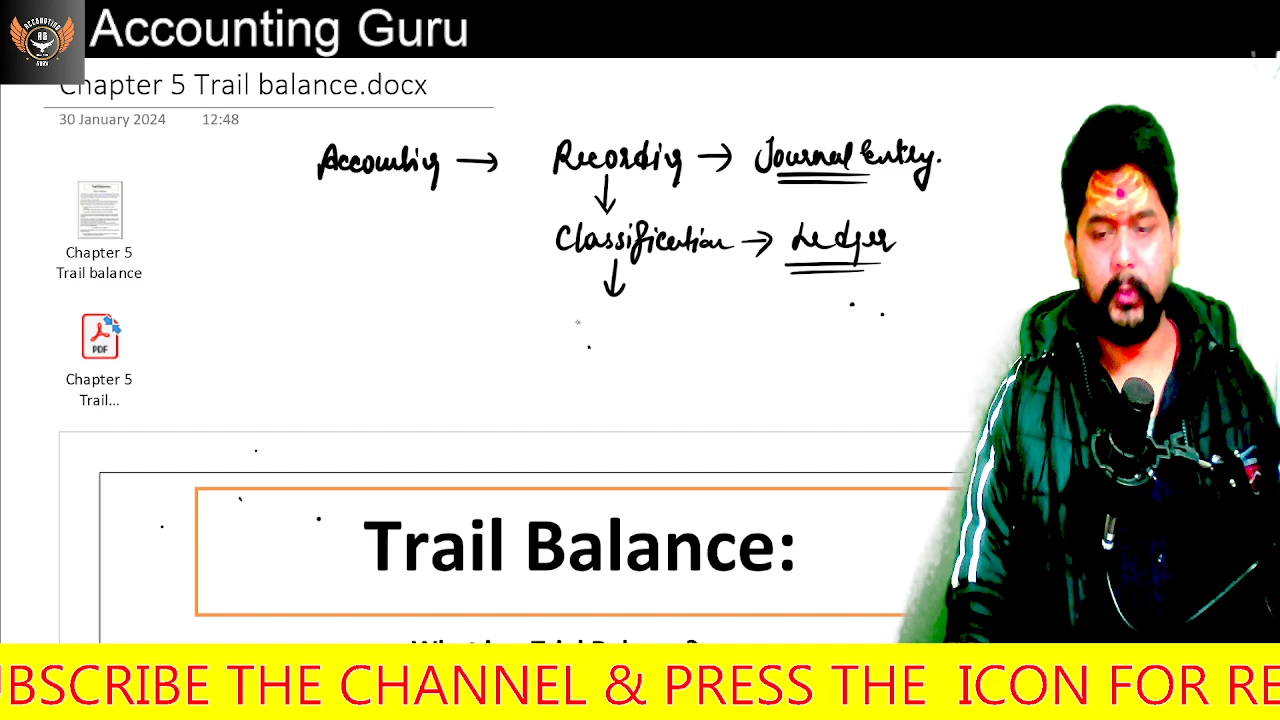 Accounting Guru
Chapter 5 Trail balance.docx
30 January 2024 12:48
Accounting → Recording → Journal Entry.
↓
Classification → Ledger
↓
Chapter 5
Trail balance
PDF
Chapter 5
Trail...
Trail Balance:
UBSCRIBE THE CHANNEL & PRESS THE ICON FOR RE